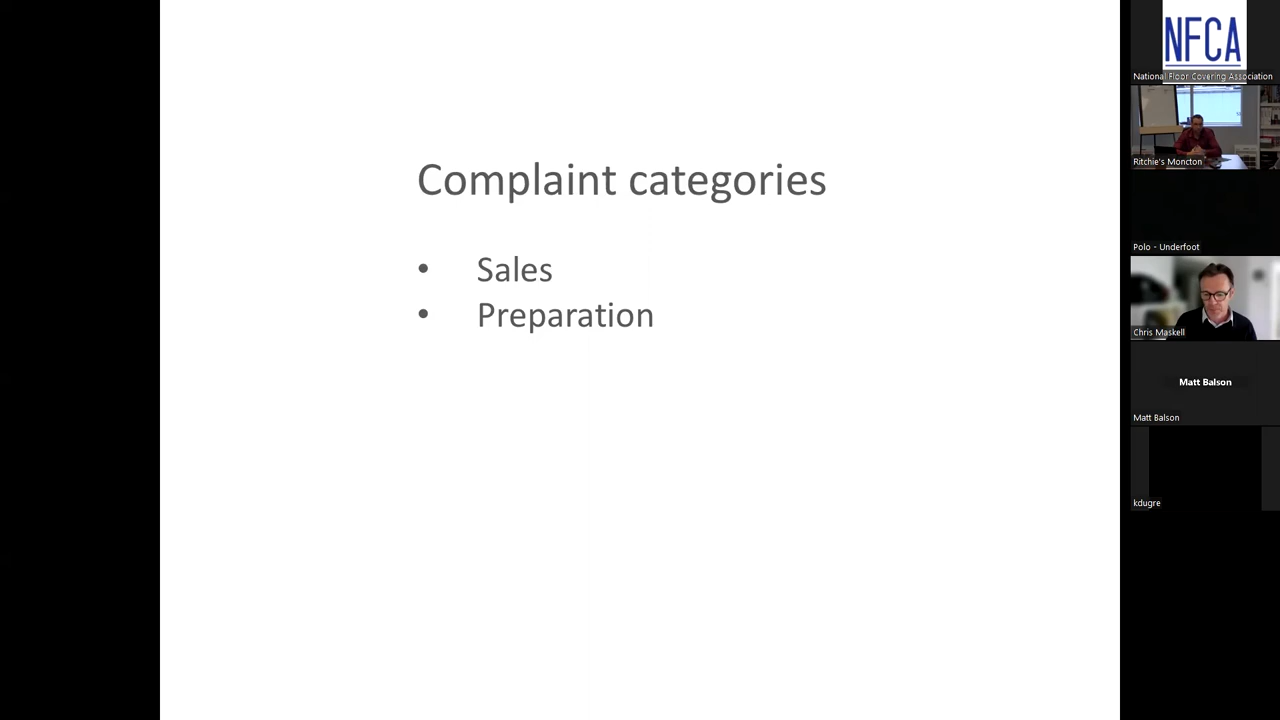 Complaint categories
• Sales
• Preparation
NFCA
National Floor Covering Association
Ritchie's Moncton
Polo - Underfoot
Chris Maskell
Matt Balson
Matt Balson
kdugre